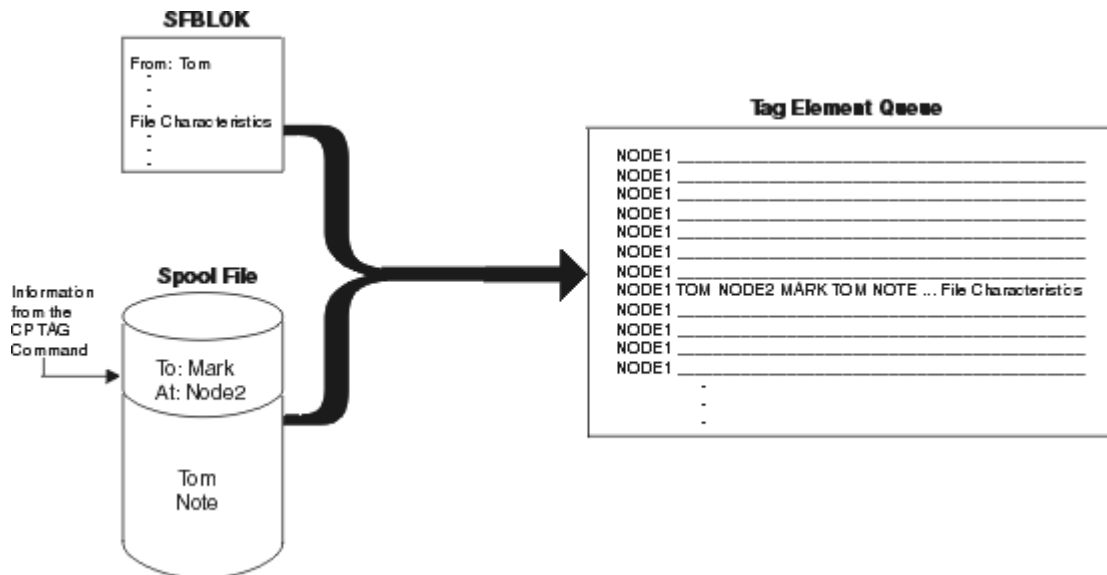 SFBLOK
From: Tom
File Characteristics
Spool File
Information
from the
CP TAG
Command
To: Mark
At: Node2
Tom
Note
Tag Element Queue
NODE1
NODE1
NODE1
NODE1
NODE1
NODE1
NODE1
NODE1 TOM NODE2 MARK TOM NOTE ... File Characteristics
NODE1
NODE1
NODE1
NODE1